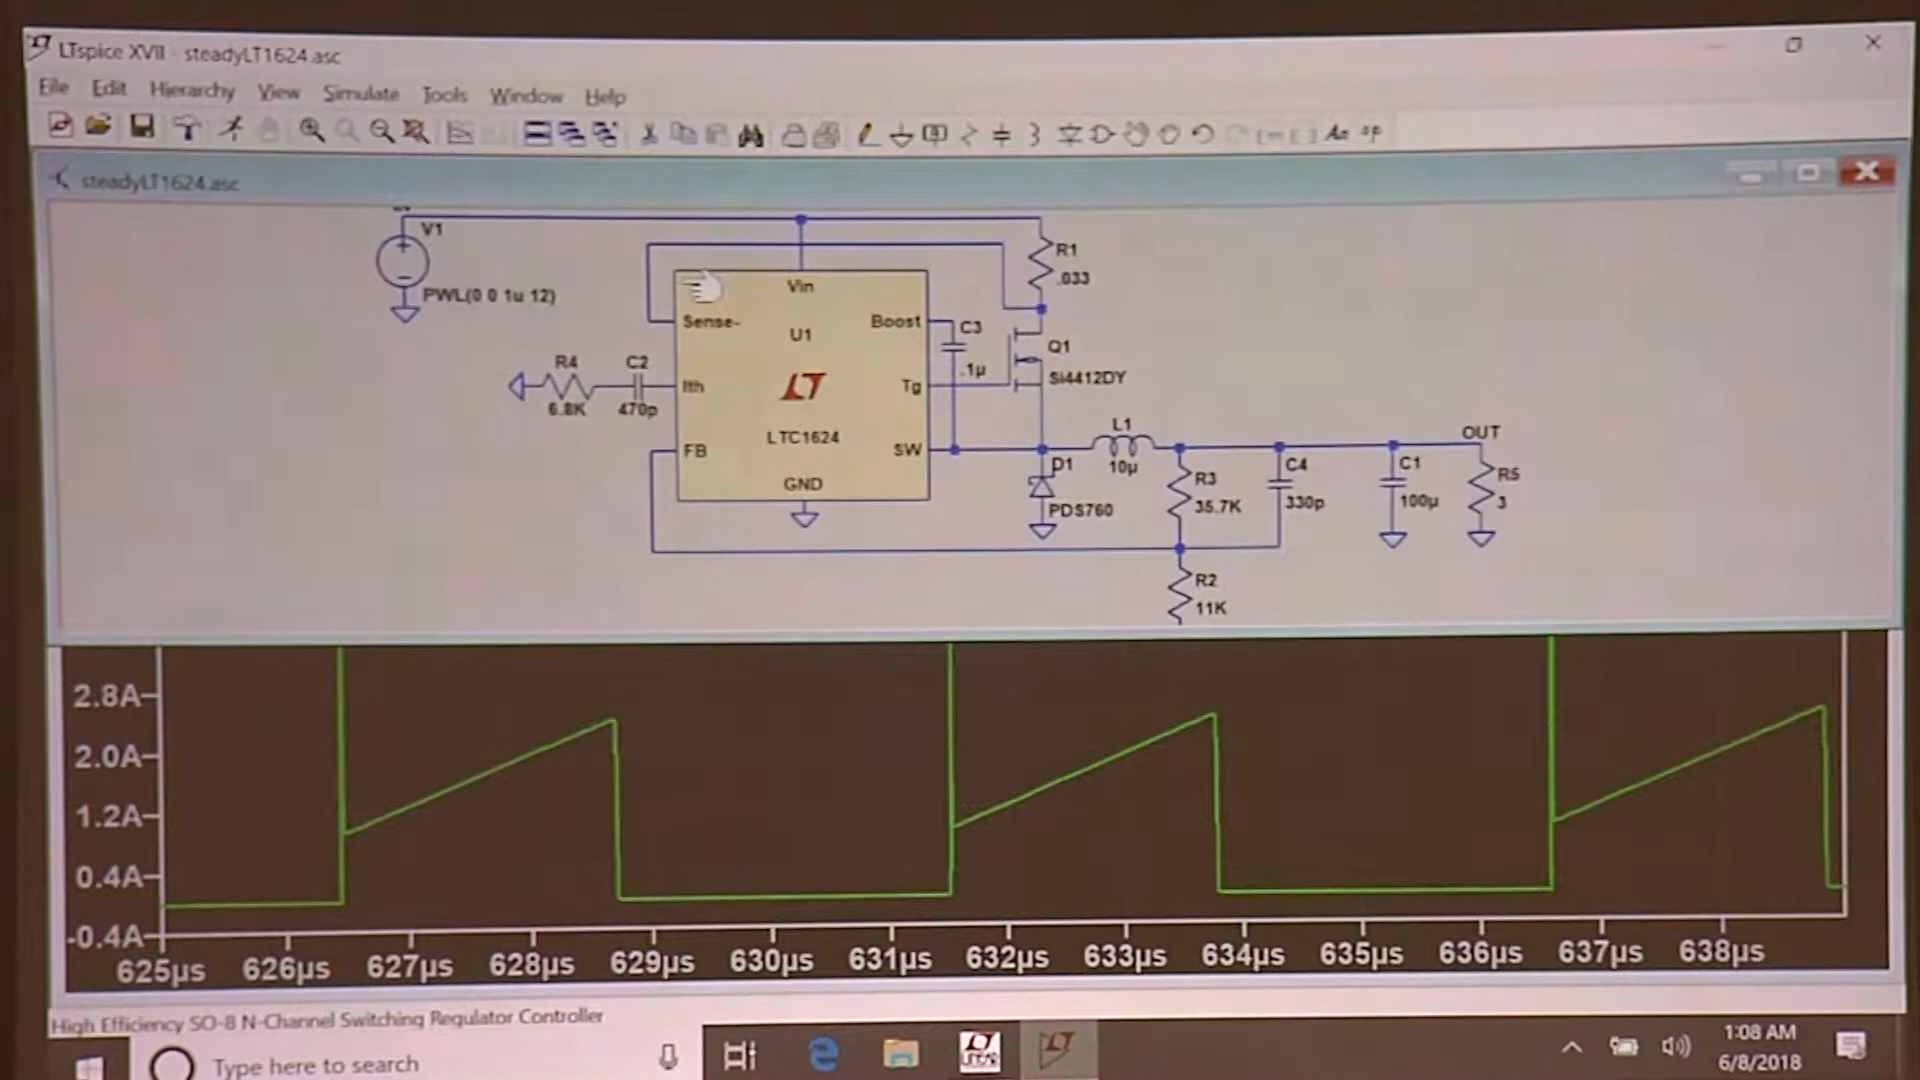 LTspice XVII - steadyLT1624.asc
File Edit Hierarchy View Simulate Tools Window Help
steadyLT1624.asc
V1
PWL(0 0 1u 12)
R1
.033
Vin
Sense-
U1
Boost
C3
.1µ
Q1
Si4412DY
R4
6.8K
C2
470p
Ith
LT
Tg
LTC1624
FB
SW
GND
L1
10µ
D1
PDS760
R3
35.7K
C4
330p
C1
100µ
OUT
R5
3
R2
11K
2.8A
2.0A
1.2A
0.4A
-0.4A
625µs 626µs 627µs 628µs 629µs 630µs 631µs 632µs 633µs 634µs 635µs 636µs 637µs 638µs
High Efficiency SO-8 N-Channel Switching Regulator Controller
Type here to search
1:08 AM
6/8/2018